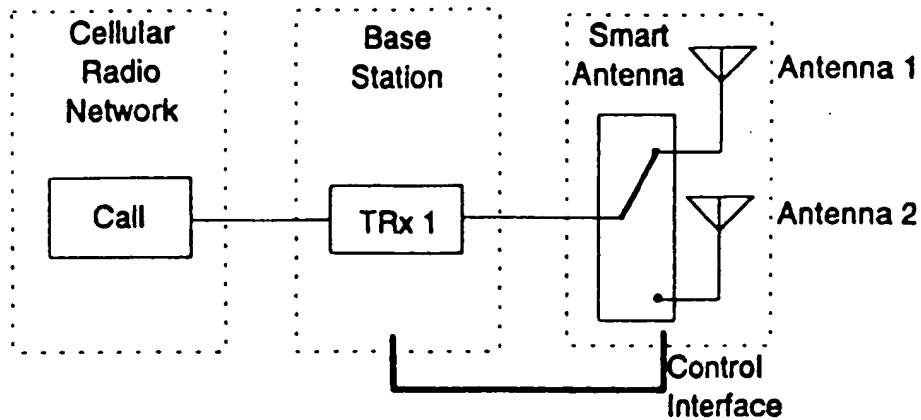 Cellular
Radio
Network
Base
Station
Smart
Antenna
Antenna 1
Call
TRx 1
Antenna 2
Control
Interface